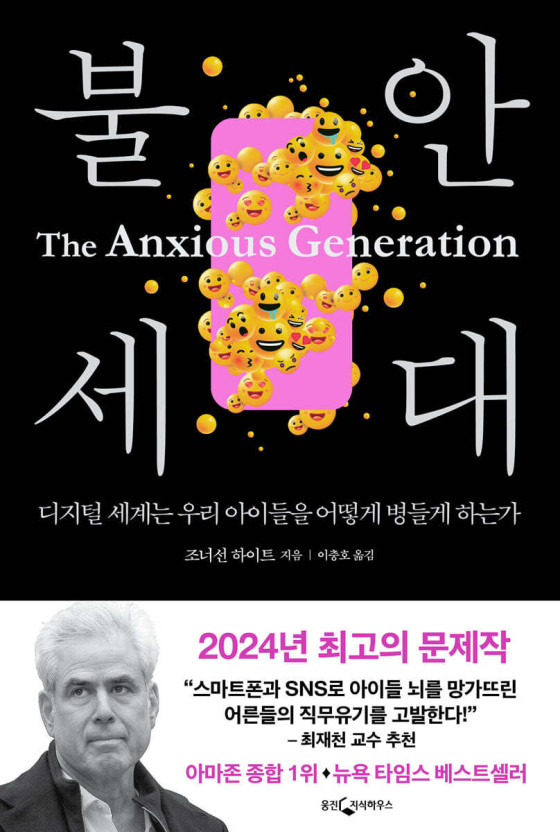 불안
The Anxious Generation
세대
디지털 세계는 우리 아이들을 어떻게 병들게 하는가
조너선 하이트 지음 | 이충호 옮김
2024년 최고의 문제작
“스마트폰과 SNS로 아이들 뇌를 망가뜨린
어른들의 직무유기를 고발한다!”
– 최재천 교수 추천
아마존 종합 1위 ♦ 뉴욕 타임스 베스트셀러
웅진 지식하우스